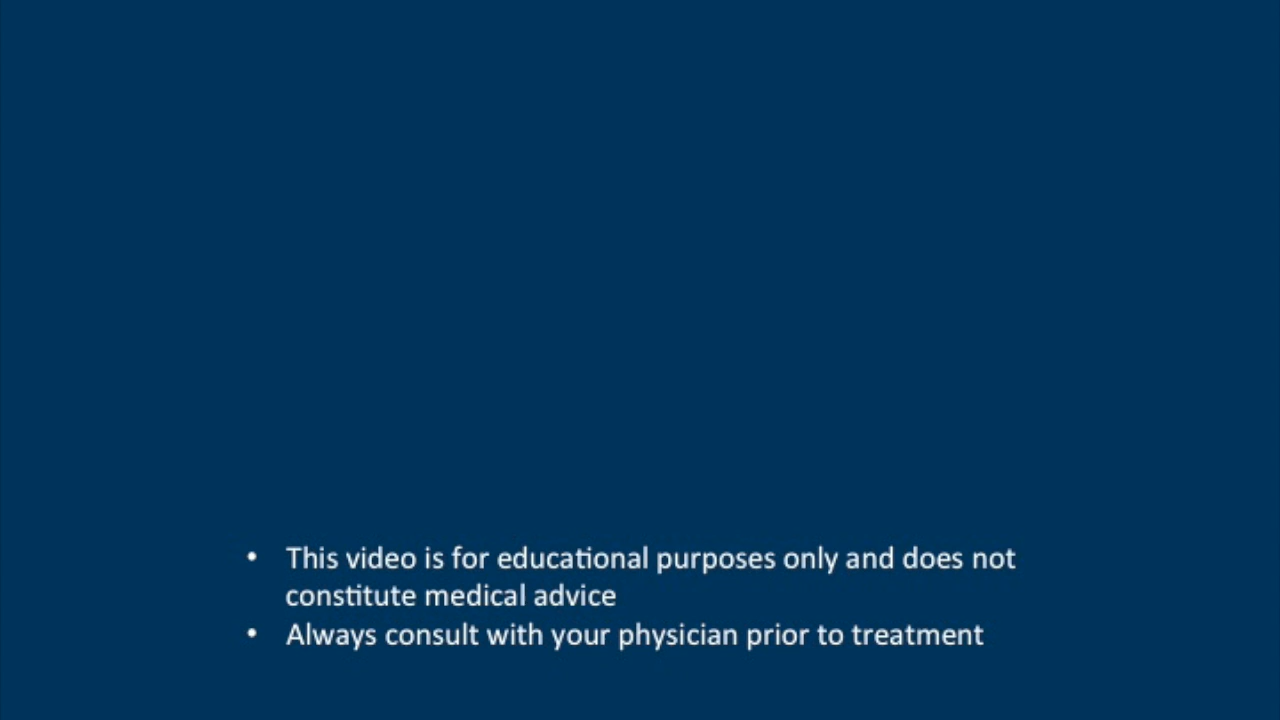 • This video is for educational purposes only and does not
constitute medical advice
• Always consult with your physician prior to treatment